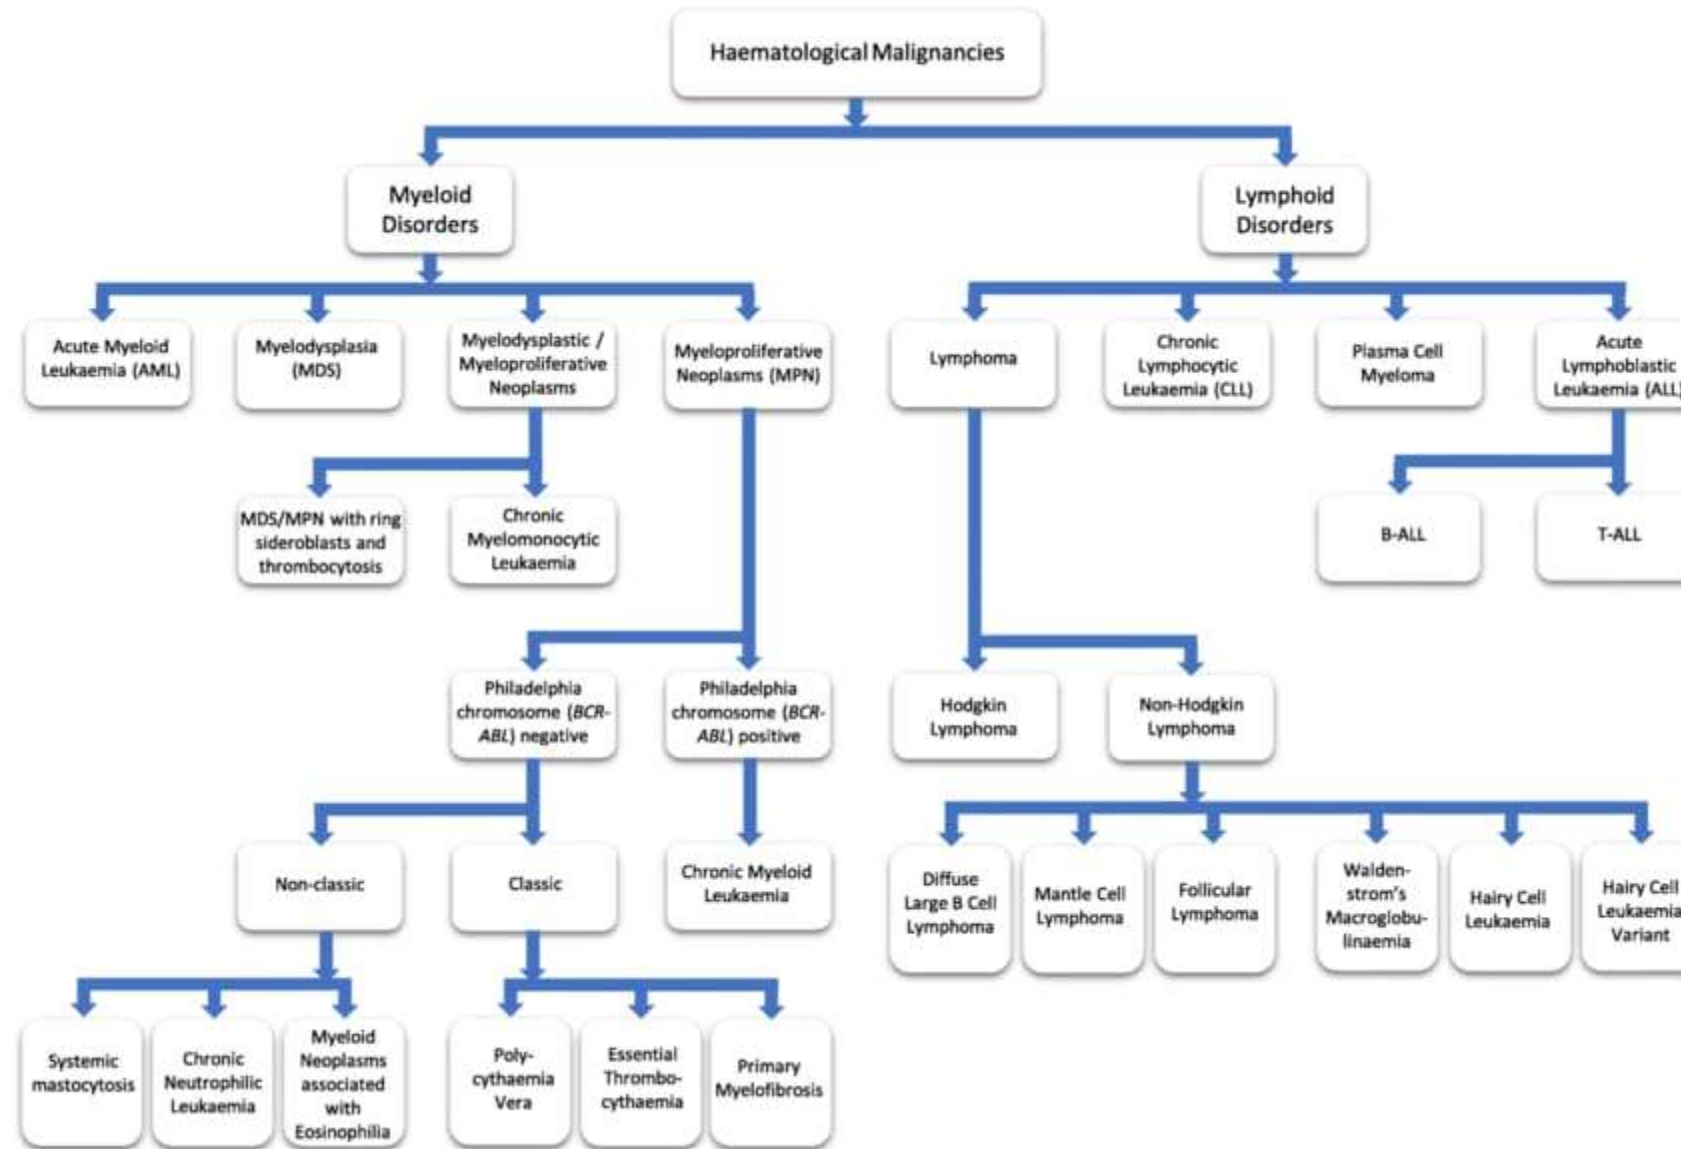 Haematological Malignancies
Myeloid
Disorders
Lymphoid
Disorders
Acute Myeloid
Leukaemia (AML)
Myelodysplasia
(MDS)
Myelodysplastic /
Myeloproliferative
Neoplasms
Myeloproliferative
Neoplasms (MPN)
Lymphoma
Chronic
Lymphocytic
Leukaemia (CLL)
Plasma Cell
Myeloma
Acute
Lymphoblastic
Leukaemia (ALL)
MDS/MPN with ring
sideroblasts and
thrombocytosis
Chronic
Myelomonocytic
Leukaemia
B-ALL
T-ALL
Philadelphia
chromosome (BCR-
ABL) negative
Philadelphia
chromosome (BCR-
ABL) positive
Hodgkin
Lymphoma
Non-Hodgkin
Lymphoma
Non-classic
Classic
Chronic Myeloid
Leukaemia
Diffuse
Large B Cell
Lymphoma
Mantle Cell
Lymphoma
Follicular
Lymphoma
Walden-
strom's
Macroglobu-
linaemia
Hairy Cell
Leukaemia
Hairy Cell
Leukaemia
Variant
Systemic
mastocytosis
Chronic
Neutrophilic
Leukaemia
Myeloid
Neoplasms
associated
with
Eosinophilia
Poly-
cythaemia
Vera
Essential
Thrombo-
cythaemia
Primary
Myelofibrosis